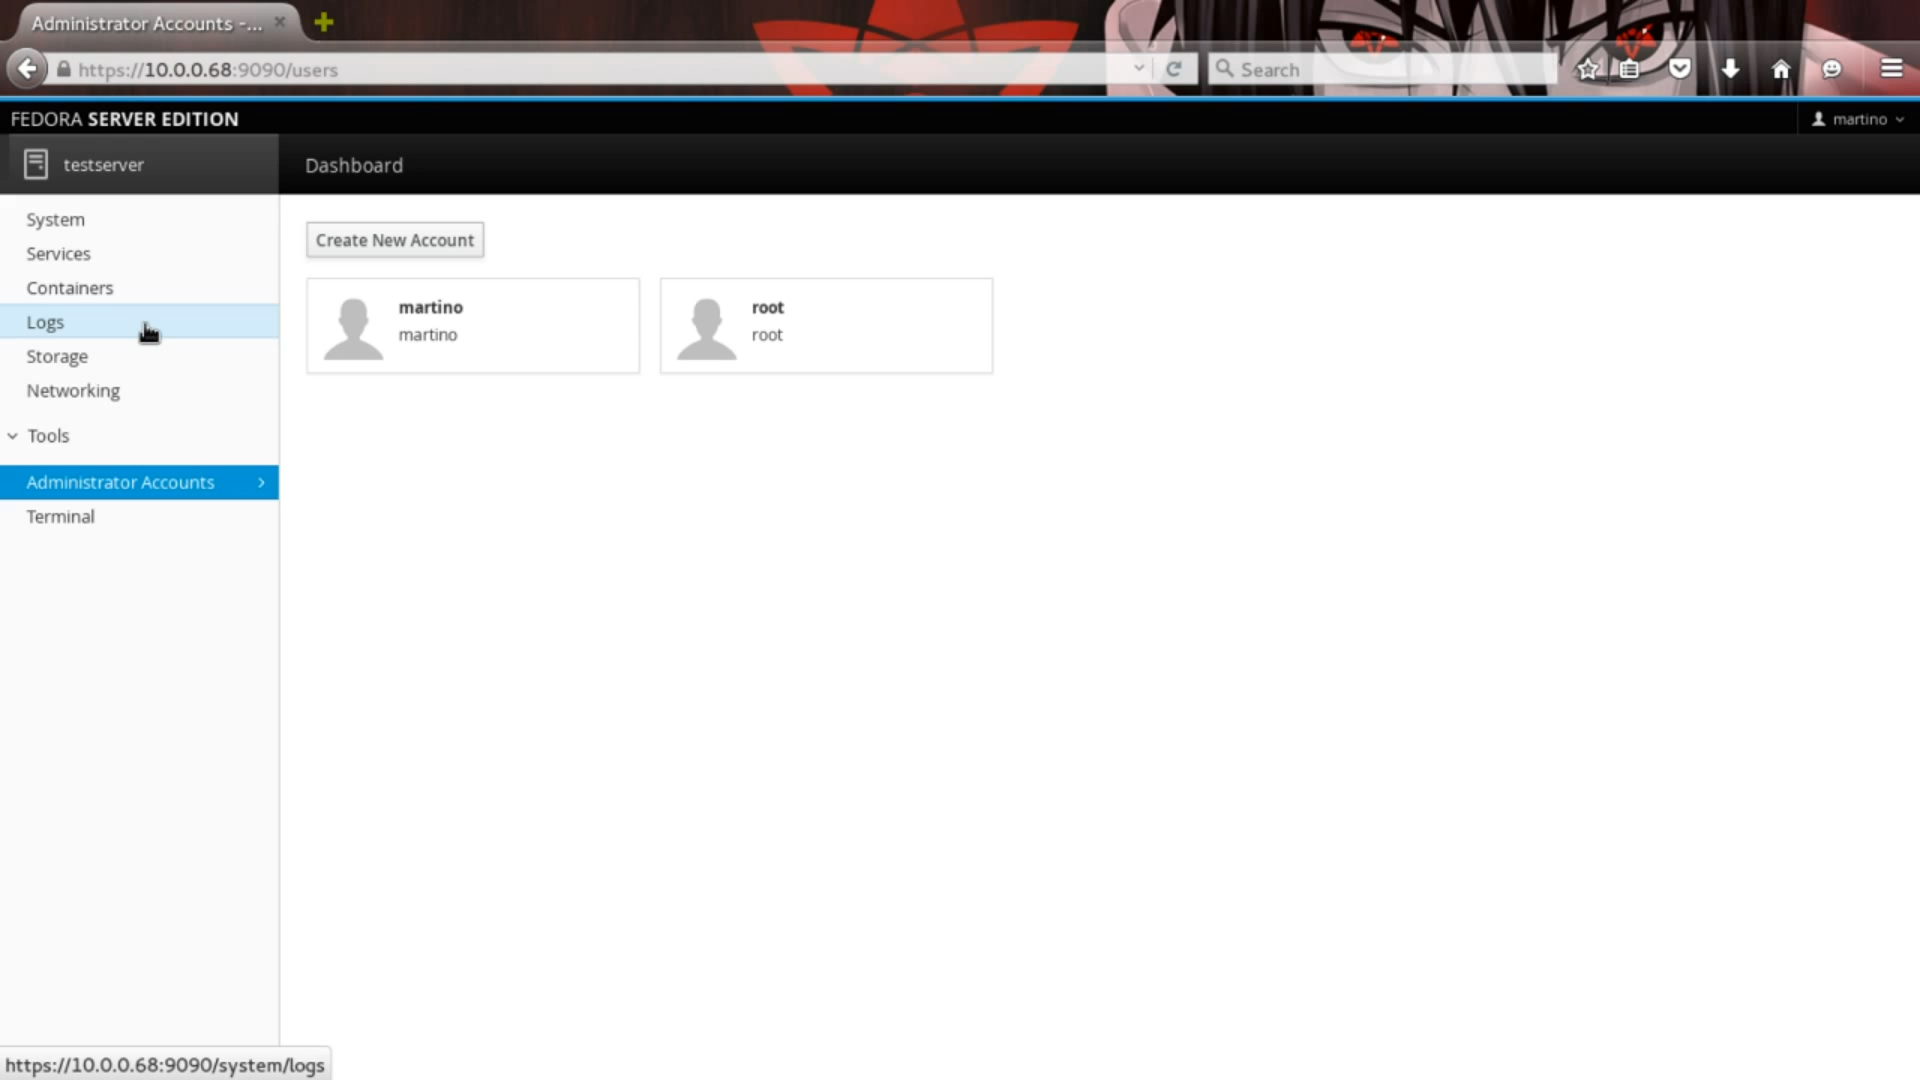 Administrator Accounts -...
https://10.0.0.68:9090/users
Search
FEDORA SERVER EDITION
martino
testserver
Dashboard
System
Services
Containers
Logs
Storage
Networking
Tools
Administrator Accounts
Terminal
Create New Account
martino
martino
root
root
https://10.0.0.68:9090/system/logs